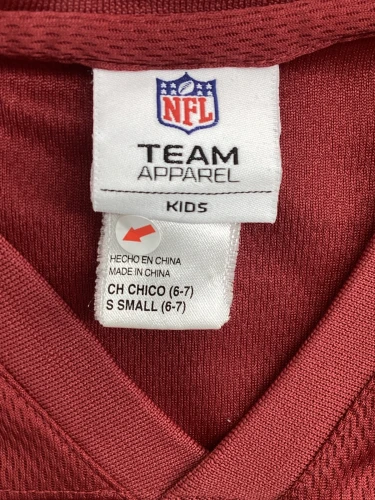 NFL
TEAM
APPAREL
KIDS
HECHO EN CHINA
MADE IN CHINA
CH CHICO (6-7)
S SMALL (6-7)